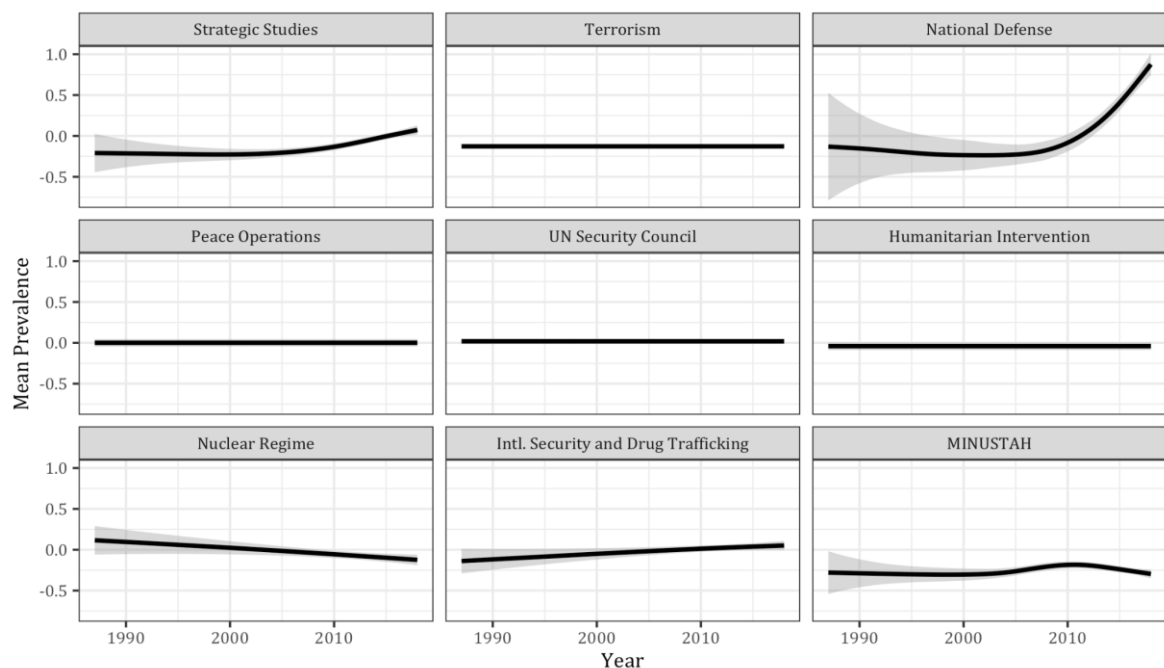 Strategic Studies Terrorism National Defense
1.0
0.5
0.0
-0.5
Peace Operations UN Security Council Humanitarian Intervention
1.0
0.5
0.0
-0.5
Mean Prevalence
Nuclear Regime Intl. Security and Drug Trafficking MINUSTAH
1.0
0.5
0.0
-0.5
1990 2000 2010 1990 2000 2010 1990 2000 2010
Year